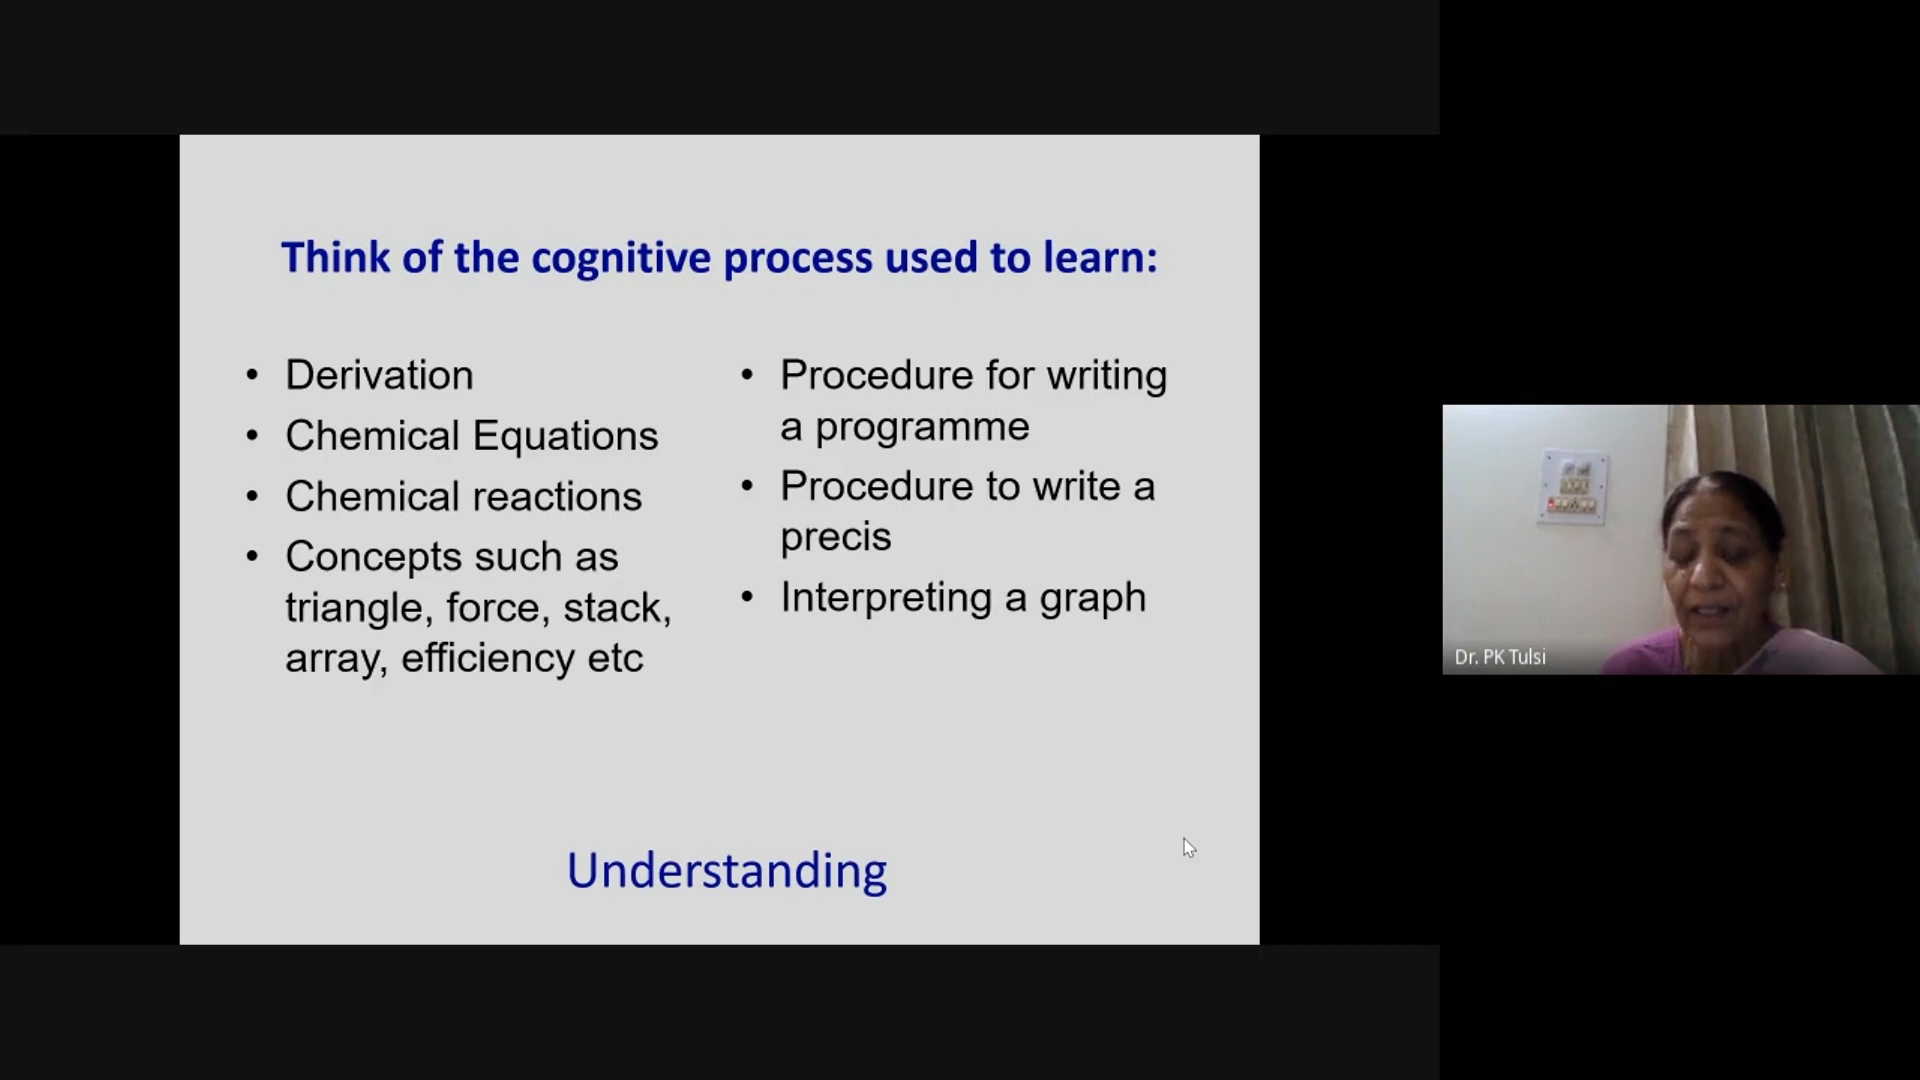 Think of the cognitive process used to learn:
• Derivation
• Chemical Equations
• Chemical reactions
• Concepts such as
triangle, force, stack,
array, efficiency etc
• Procedure for writing
a programme
• Procedure to write a
precis
• Interpreting a graph
Understanding
Dr. PK Tulsi